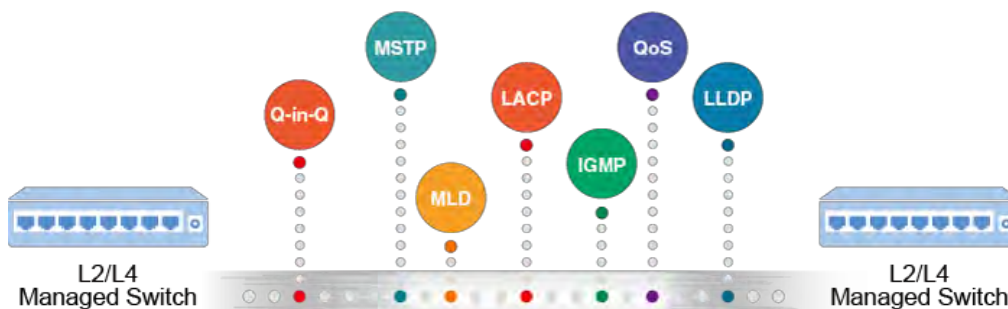 MSTP
QoS
Q-in-Q
LACP
LLDP
MLD
IGMP
L2/L4
Managed Switch
L2/L4
Managed Switch